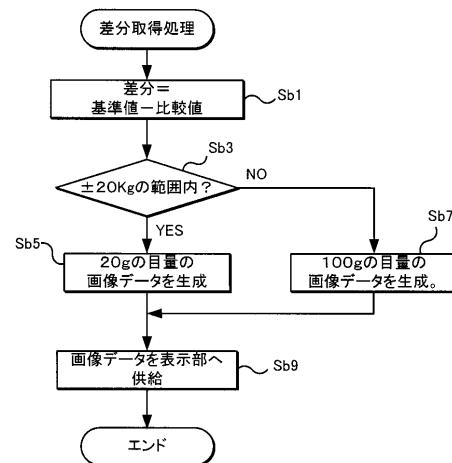 差分取得処理
差分＝
基準値－比較値
Sb1
Sb3
±20Kgの範囲内？
NO
YES
Sb5
20gの目量の
画像データを生成
Sb7
100gの目量の
画像データを生成。
画像データを表示部へ
供給
Sb9
エンド